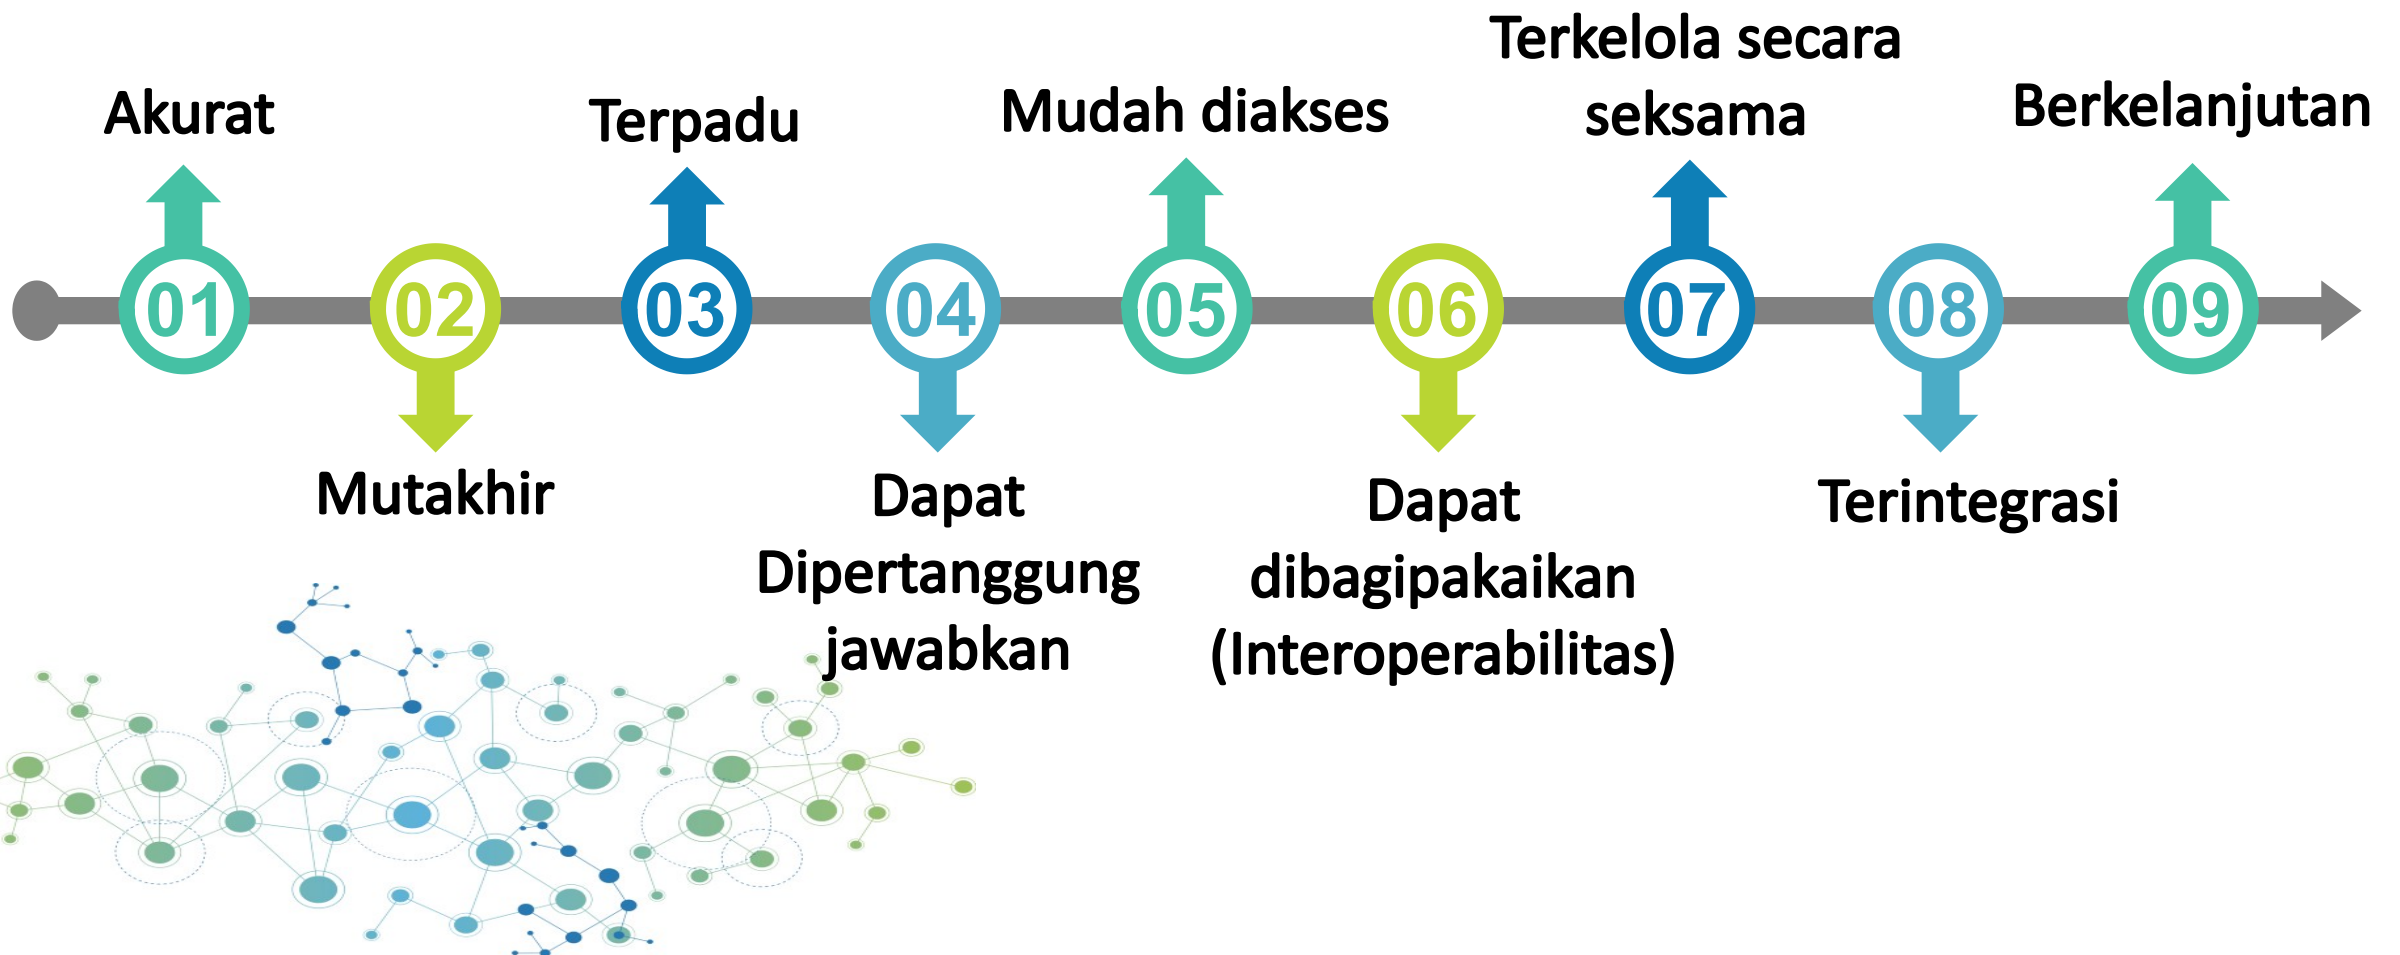 01
Akurat
02
Mutakhir
03
Terpadu
04
Dapat
Dipertanggung
jawabkan
05
Mudah diakses
06
Dapat
dibagipakaikan
(Interoperabilitas)
07
Terkelola secara
seksama
08
Terintegrasi
09
Berkelanjutan